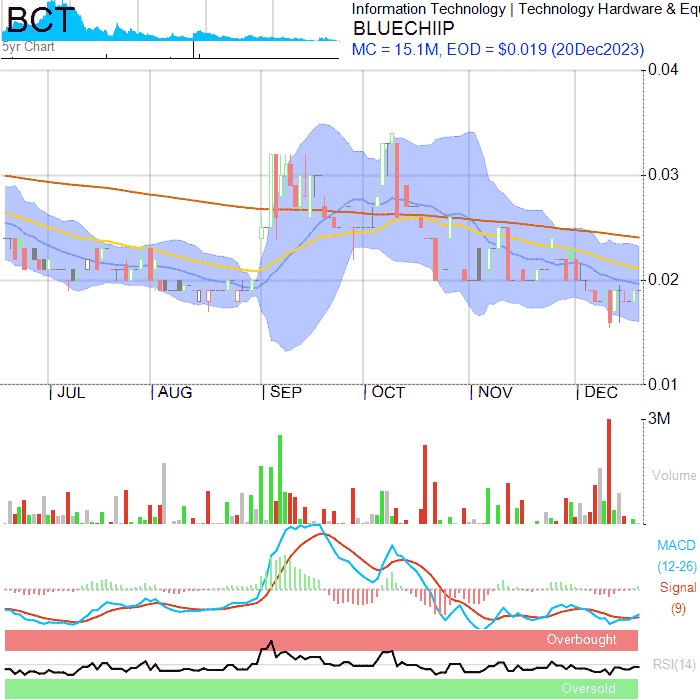 BCT
5yr Chart
Information Technology | Technology Hardware & Equ
BLUECHIIP
MC = 15.1M, EOD = $0.019 (20Dec2023)
0.04
0.03
0.02
0.01
JUL AUG SEP OCT NOV DEC
3M
Volume
MACD
(12-26)
Signal
(9)
Overbought
RSI(14)
Oversold